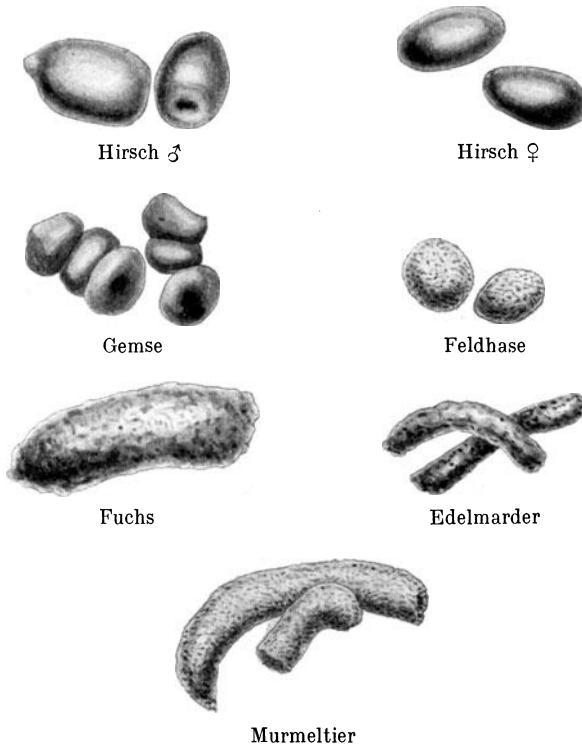 Hirsch ♂
Hirsch ♀
Gemse
Feldhase
Fuchs
Edelmarder
Murmeltier